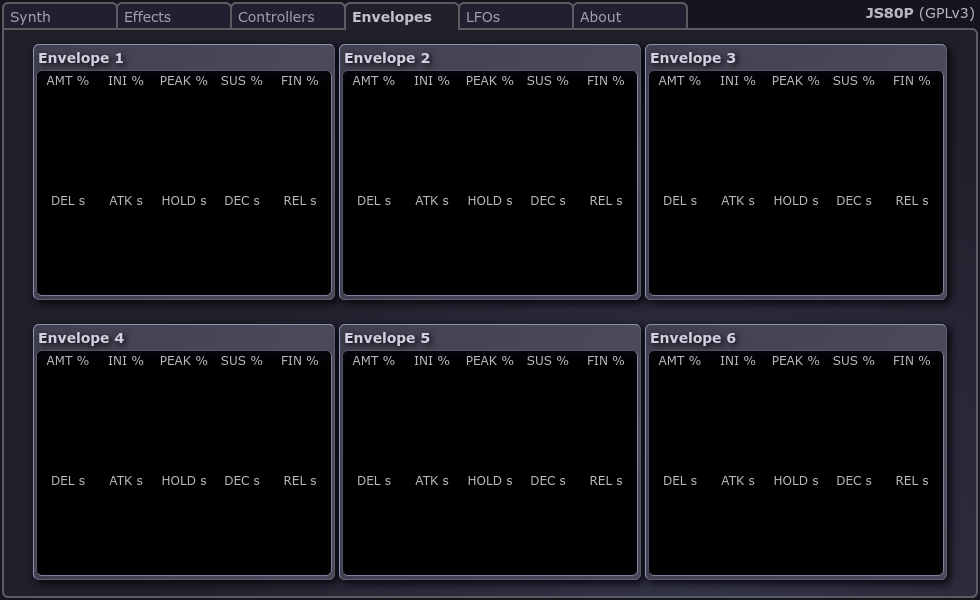 Synth Effects Controllers Envelopes LFOs About JS80P (GPLv3)
Envelope 1 Envelope 2 Envelope 3
AMT % INI % PEAK % SUS % FIN % AMT % INI % PEAK % SUS % FIN % AMT % INI % PEAK % SUS % FIN %
DEL s ATK s HOLD s DEC s REL s DEL s ATK s HOLD s DEC s REL s DEL s ATK s HOLD s DEC s REL s
Envelope 4 Envelope 5 Envelope 6
AMT % INI % PEAK % SUS % FIN % AMT % INI % PEAK % SUS % FIN % AMT % INI % PEAK % SUS % FIN %
DEL s ATK s HOLD s DEC s REL s DEL s ATK s HOLD s DEC s REL s DEL s ATK s HOLD s DEC s REL s